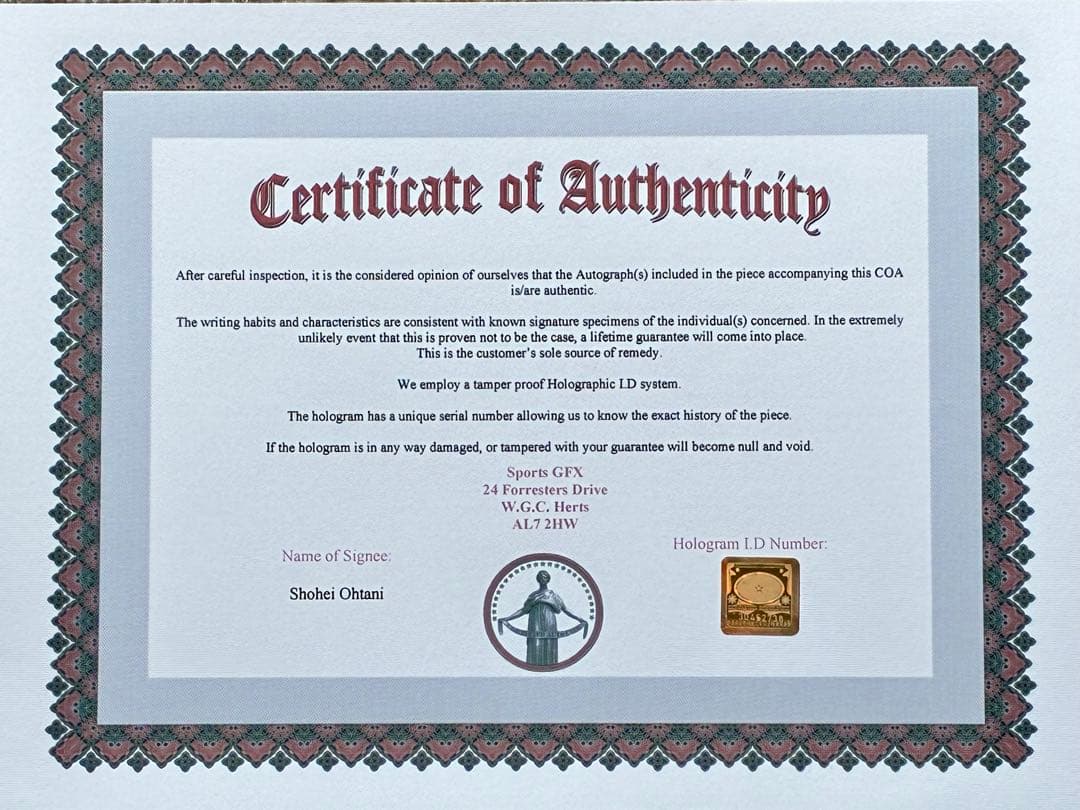 Certificate of Authenticity
After careful inspection, it is the considered opinion of ourselves that the Autograph(s) included in the piece accompanying this COA
is/are authentic.
The writing habits and characteristics are consistent with known signature specimens of the individual(s) concerned. In the extremely
unlikely event that this is proven not to be the case, a lifetime guarantee will come into place.
This is the customer's sole source of remedy.
We employ a tamper proof Holographic I.D system.
The hologram has a unique serial number allowing us to know the exact history of the piece.
If the hologram is in any way damaged, or tampered with your guarantee will become null and void.
Sports GFX
24 Forresters Drive
W.G.C. Herts
AL7 2HW
Name of Signee:
Hologram I.D Number:
Shohei Ohtani